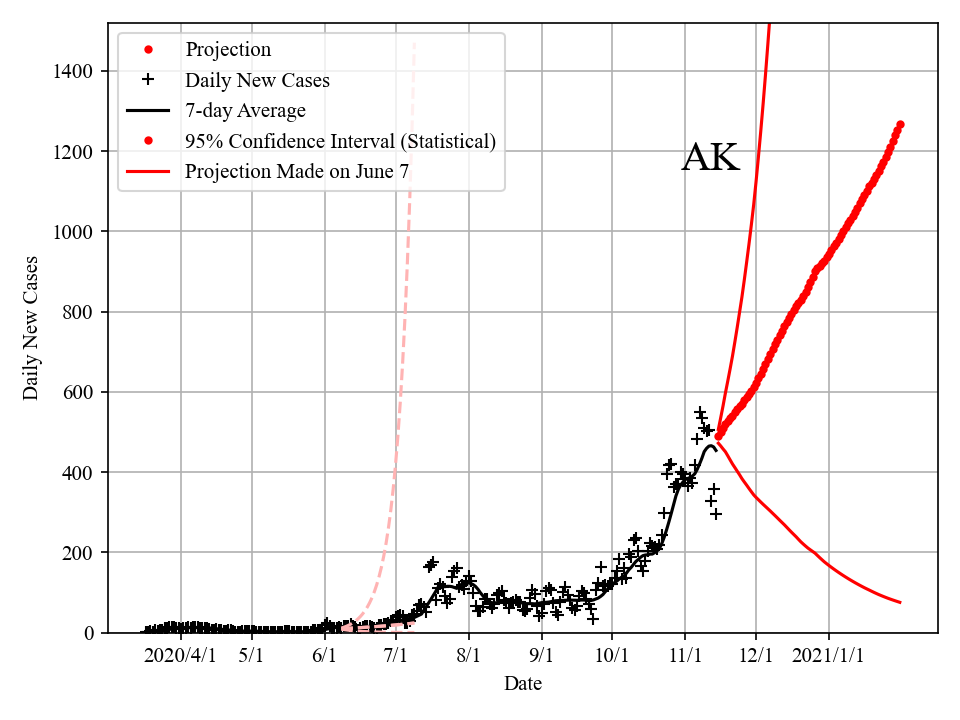 Projection
Daily New Cases
7-day Average
95% Confidence Interval (Statistical)
Projection Made on June 7
AK
1400
1200
1000
800
600
400
200
0
Daily New Cases
2020/4/1 5/1 6/1 7/1 8/1 9/1 10/1 11/1 12/1 2021/1/1
Date